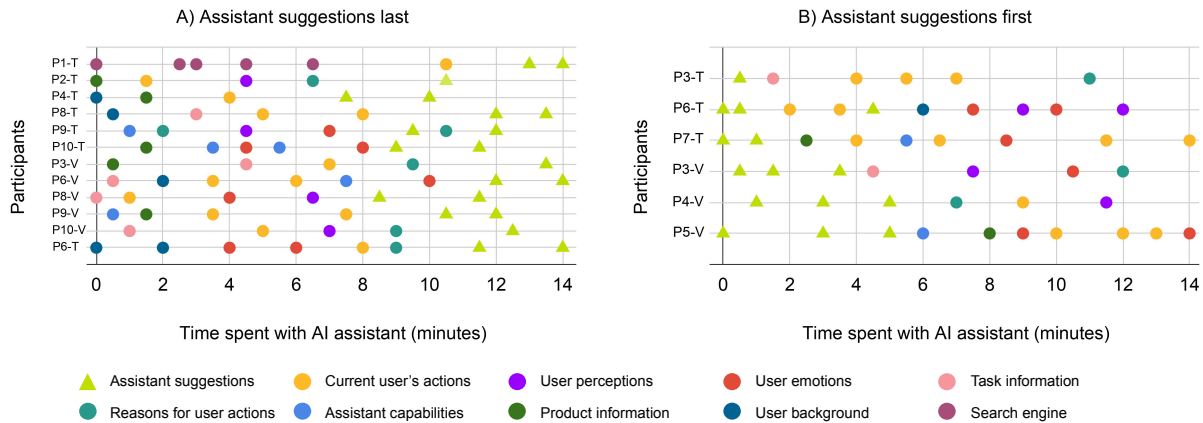 A) Assistant suggestions last
B) Assistant suggestions first
Participants
P1-T
P2-T
P4-T
P8-T
P9-T
P10-T
P3-V
P6-V
P8-V
P9-V
P10-V
P6-T
0 2 4 6 8 10 12 14
Time spent with AI assistant (minutes)
Participants
P3-T
P6-T
P7-T
P3-V
P4-V
P5-V
0 2 4 6 8 10 12 14
Time spent with AI assistant (minutes)
Assistant suggestions Current user's actions User perceptions User emotions Task information
Reasons for user actions Assistant capabilities Product information User background Search engine